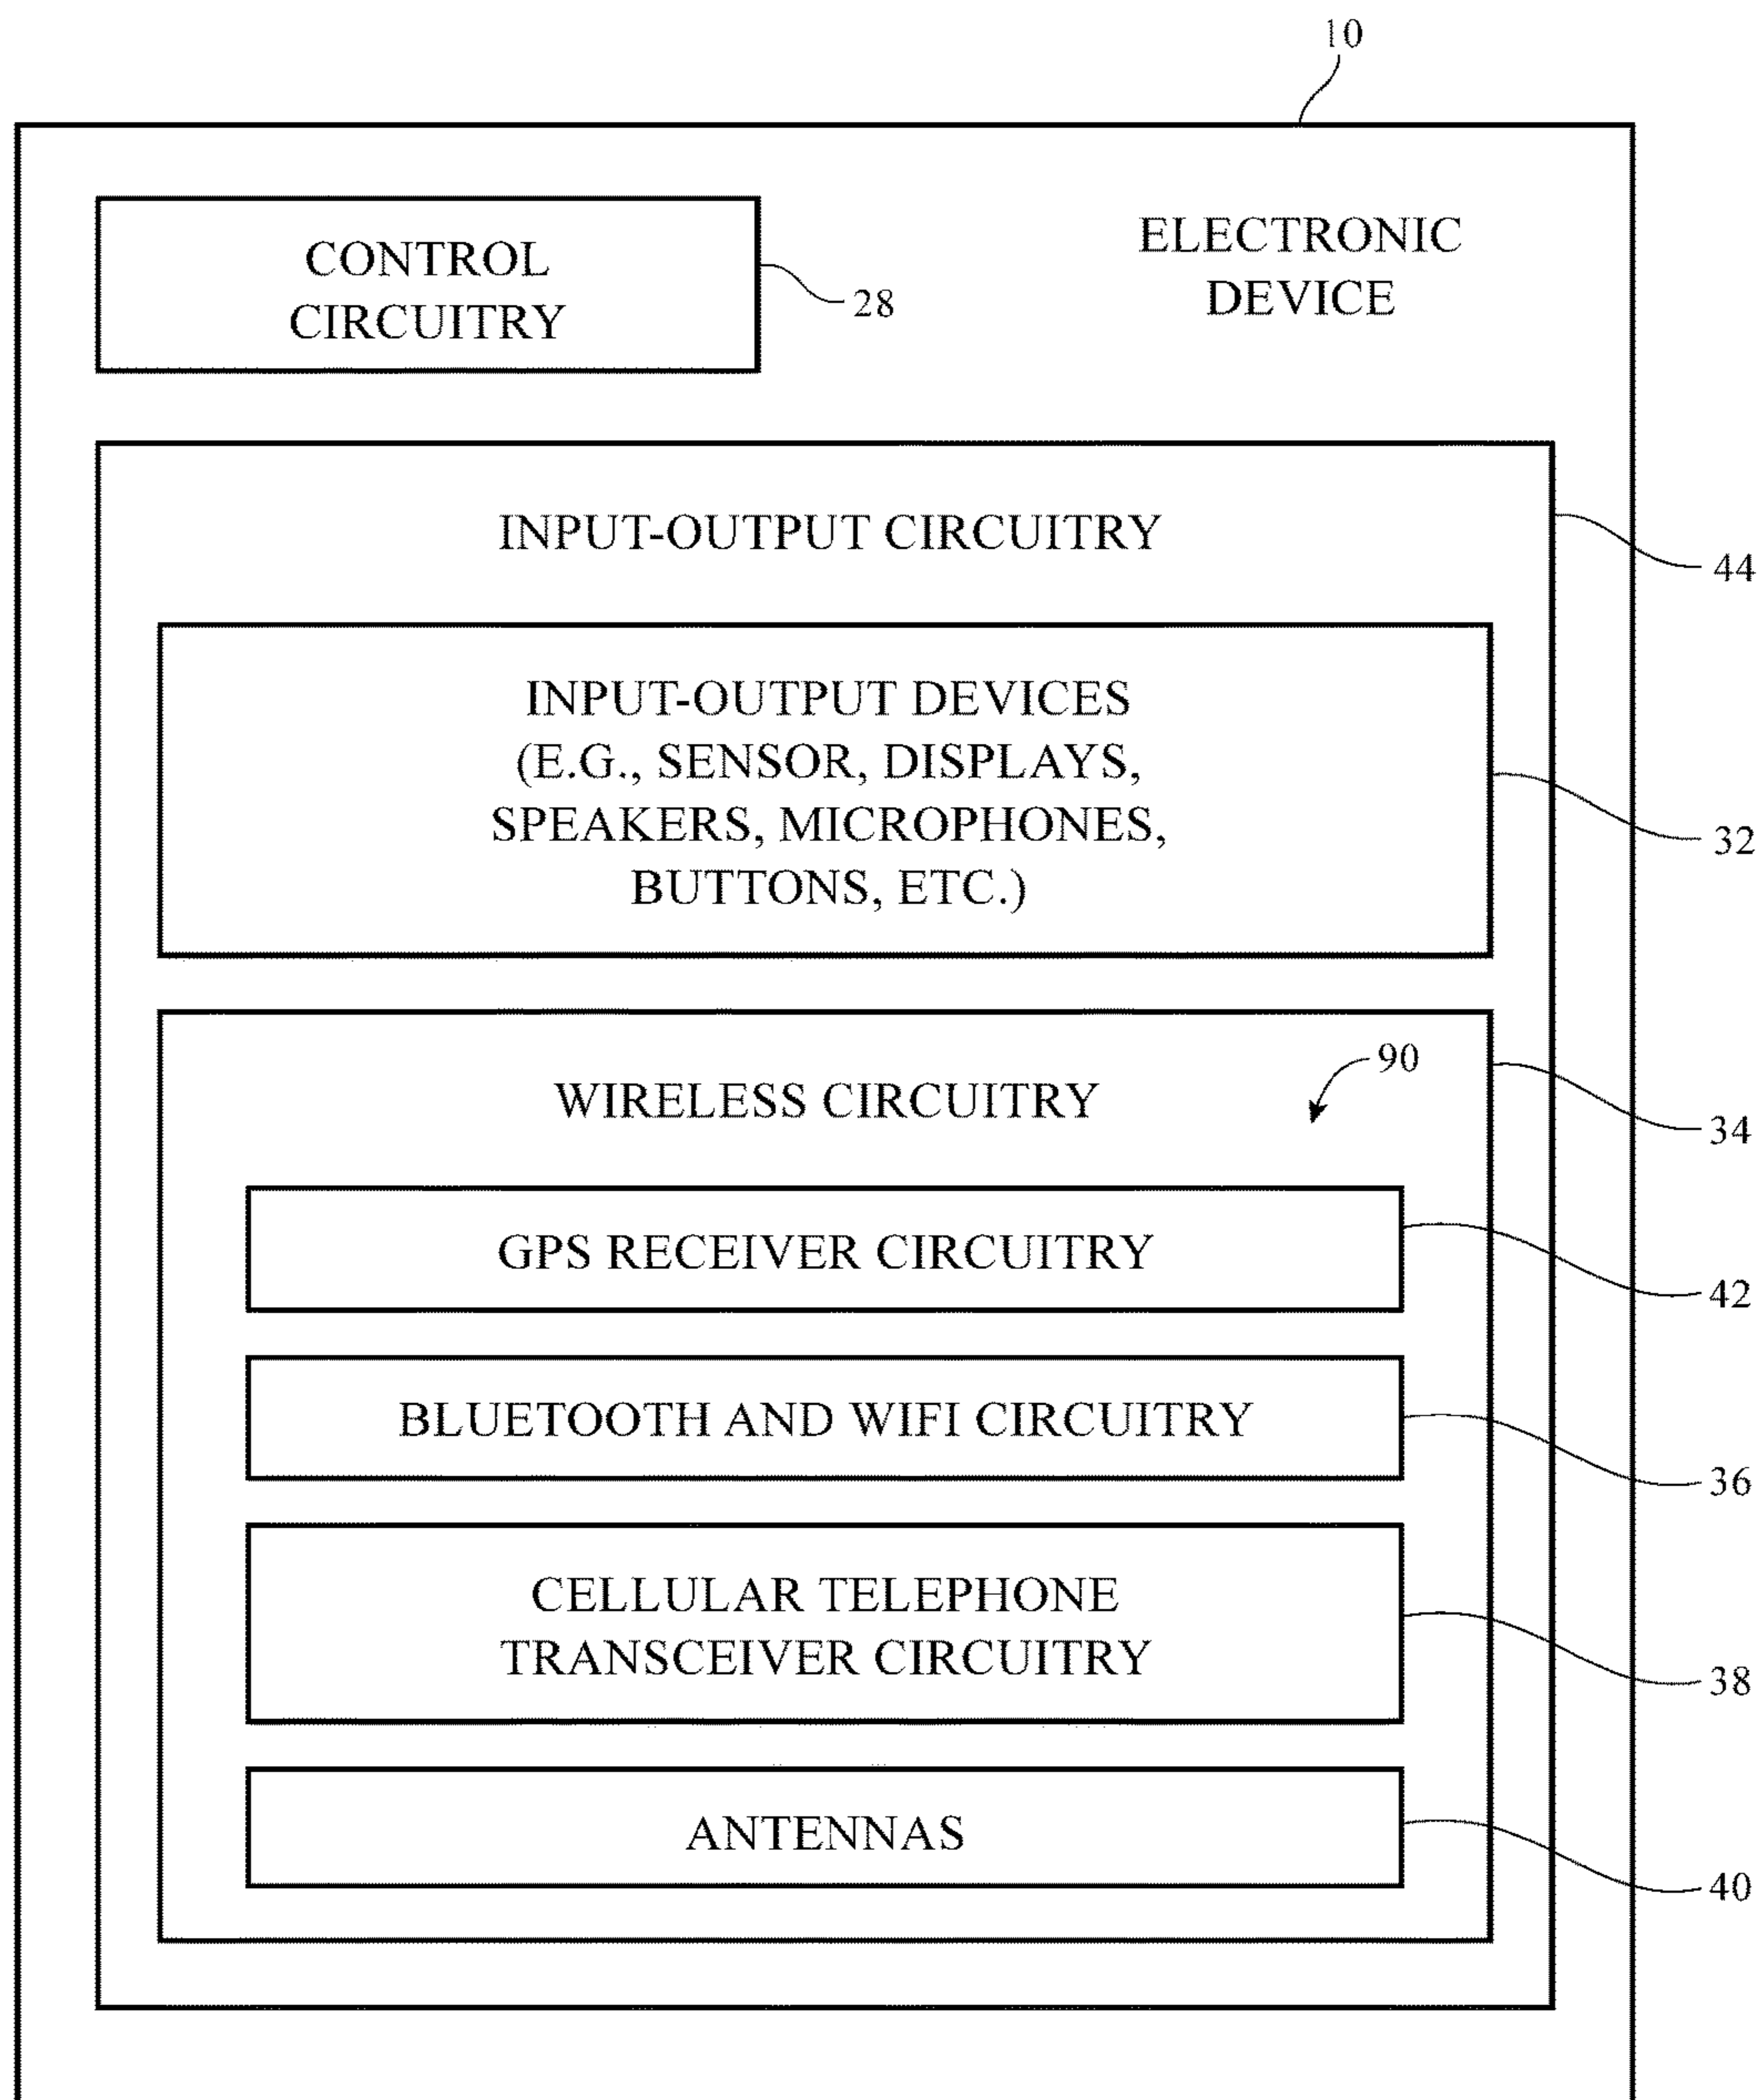 10
CONTROL
CIRCUITRY
28
ELECTRONIC
DEVICE
INPUT-OUTPUT CIRCUITRY
44
INPUT-OUTPUT DEVICES
(E.G., SENSOR, DISPLAYS,
SPEAKERS, MICROPHONES,
BUTTONS, ETC.)
32
90
WIRELESS CIRCUITRY
34
GPS RECEIVER CIRCUITRY
42
BLUETOOTH AND WIFI CIRCUITRY
36
CELLULAR TELEPHONE
TRANSCEIVER CIRCUITRY
38
ANTENNAS
40